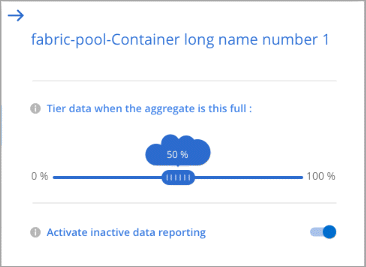 fabric-pool-Container long name number 1
Tier data when the aggregate is this full :
50 %
0 %
100 %
Activate inactive data reporting